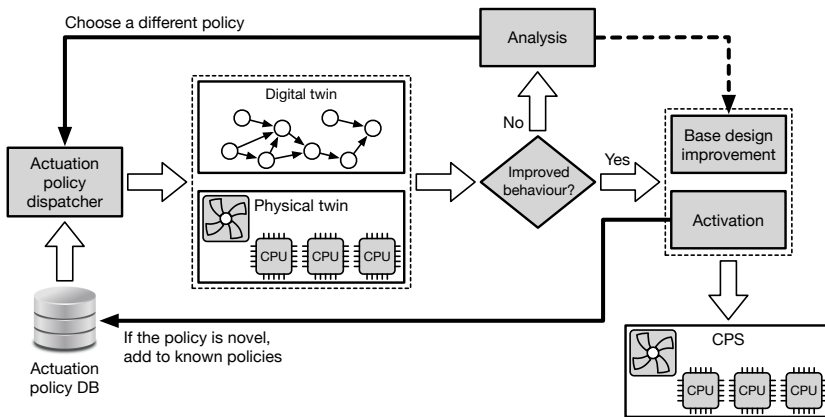 Choose a different policy
Analysis
Digital twin
No
Base design
improvement
Actuation
policy
dispatcher
Improved
behaviour?
Yes
Physical twin
CPU
CPU
CPU
Activation
If the policy is novel,
add to known policies
Actuation
policy DB
CPS
CPU
CPU
CPU